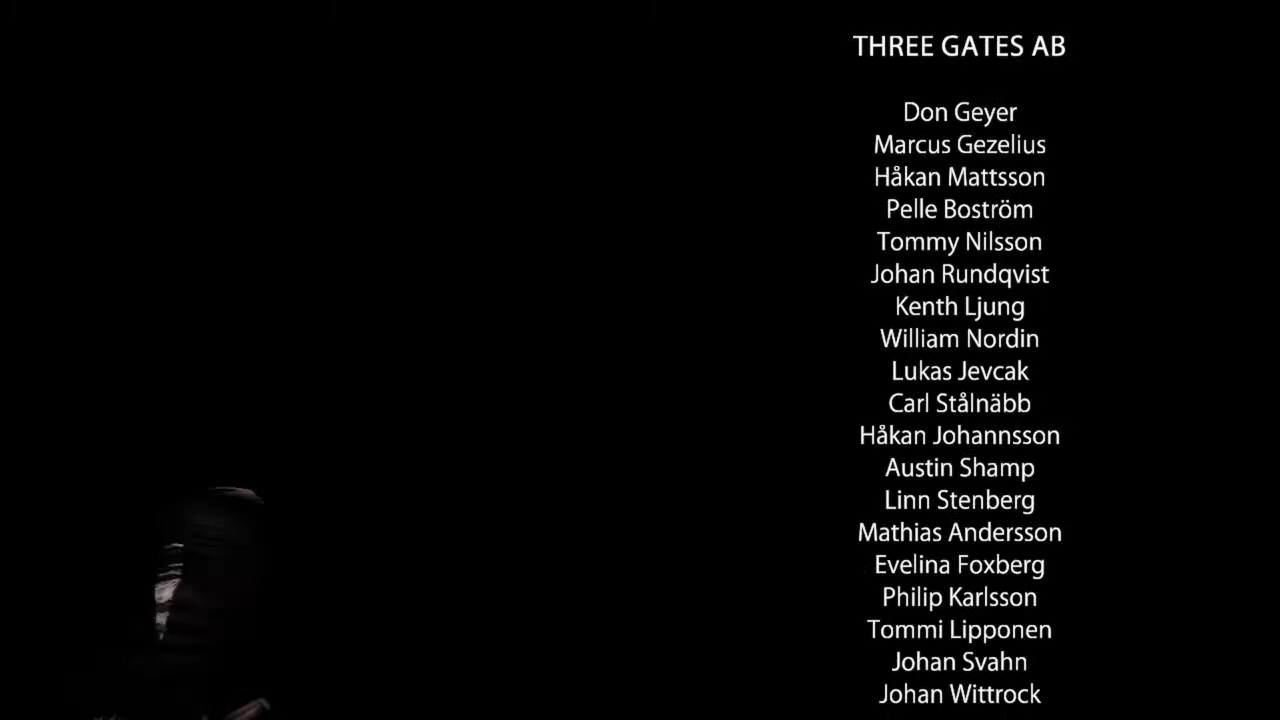 THREE GATES AB
Don Geyer
Marcus Gezelius
Håkan Mattsson
Pelle Boström
Tommy Nilsson
Johan Rundqvist
Kenth Ljung
William Nordin
Lukas Jevcak
Carl Stålnäbb
Håkan Johannsson
Austin Shamp
Linn Stenberg
Mathias Andersson
Evelina Foxberg
Philip Karlsson
Tommi Lipponen
Johan Svahn
Johan Wittrock